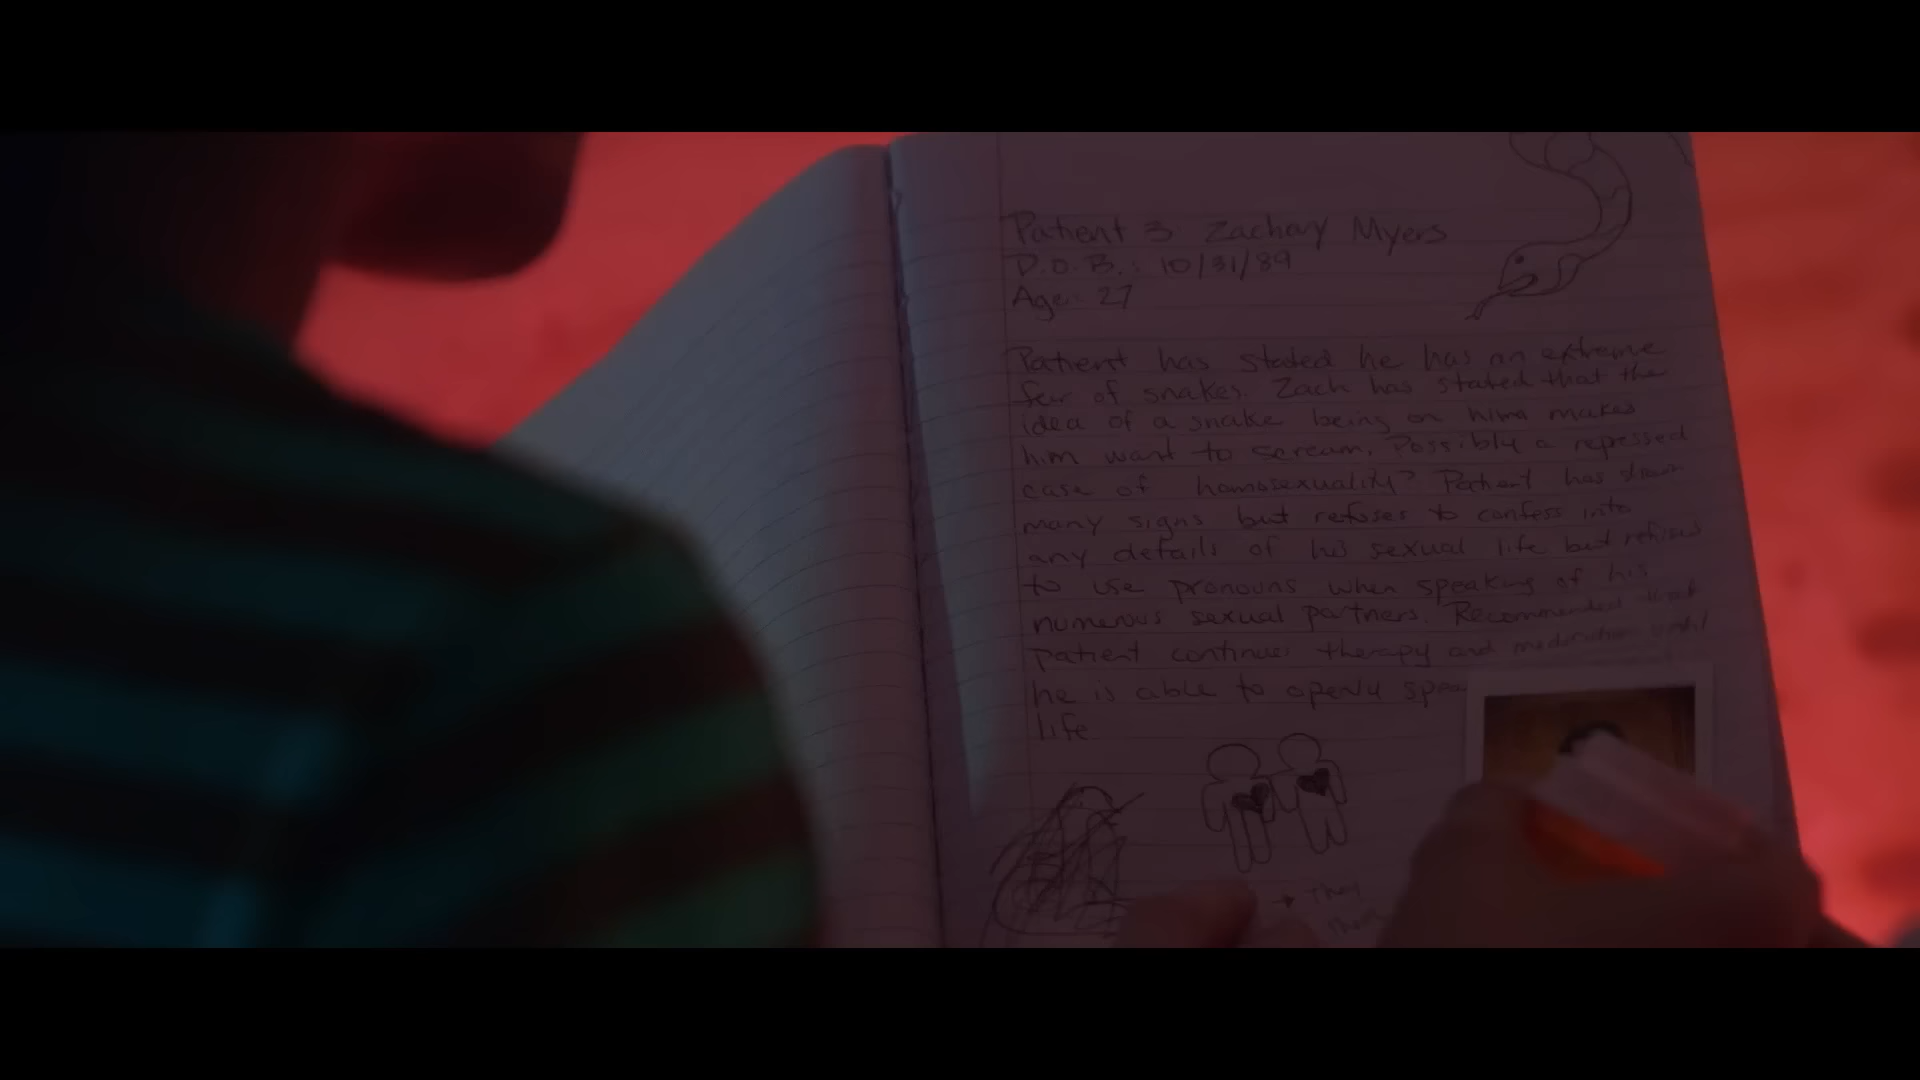 Patient 3 Zachary Myers
D.O.B.: 10/31/89
Age: 27
Patient has stated he has an extreme
fear of snakes. Zach has stated that the
idea of a snake being on him makes
him want to scream. Possibly a repressed
case of homosexuality? Patient has shown
many signs but refuses to confess into
any details of his sexual life but refuses
to use pronouns when speaking of his
numerous sexual partners. Recommended that
patient continues therapy and until
he is able to openly
life
→ They